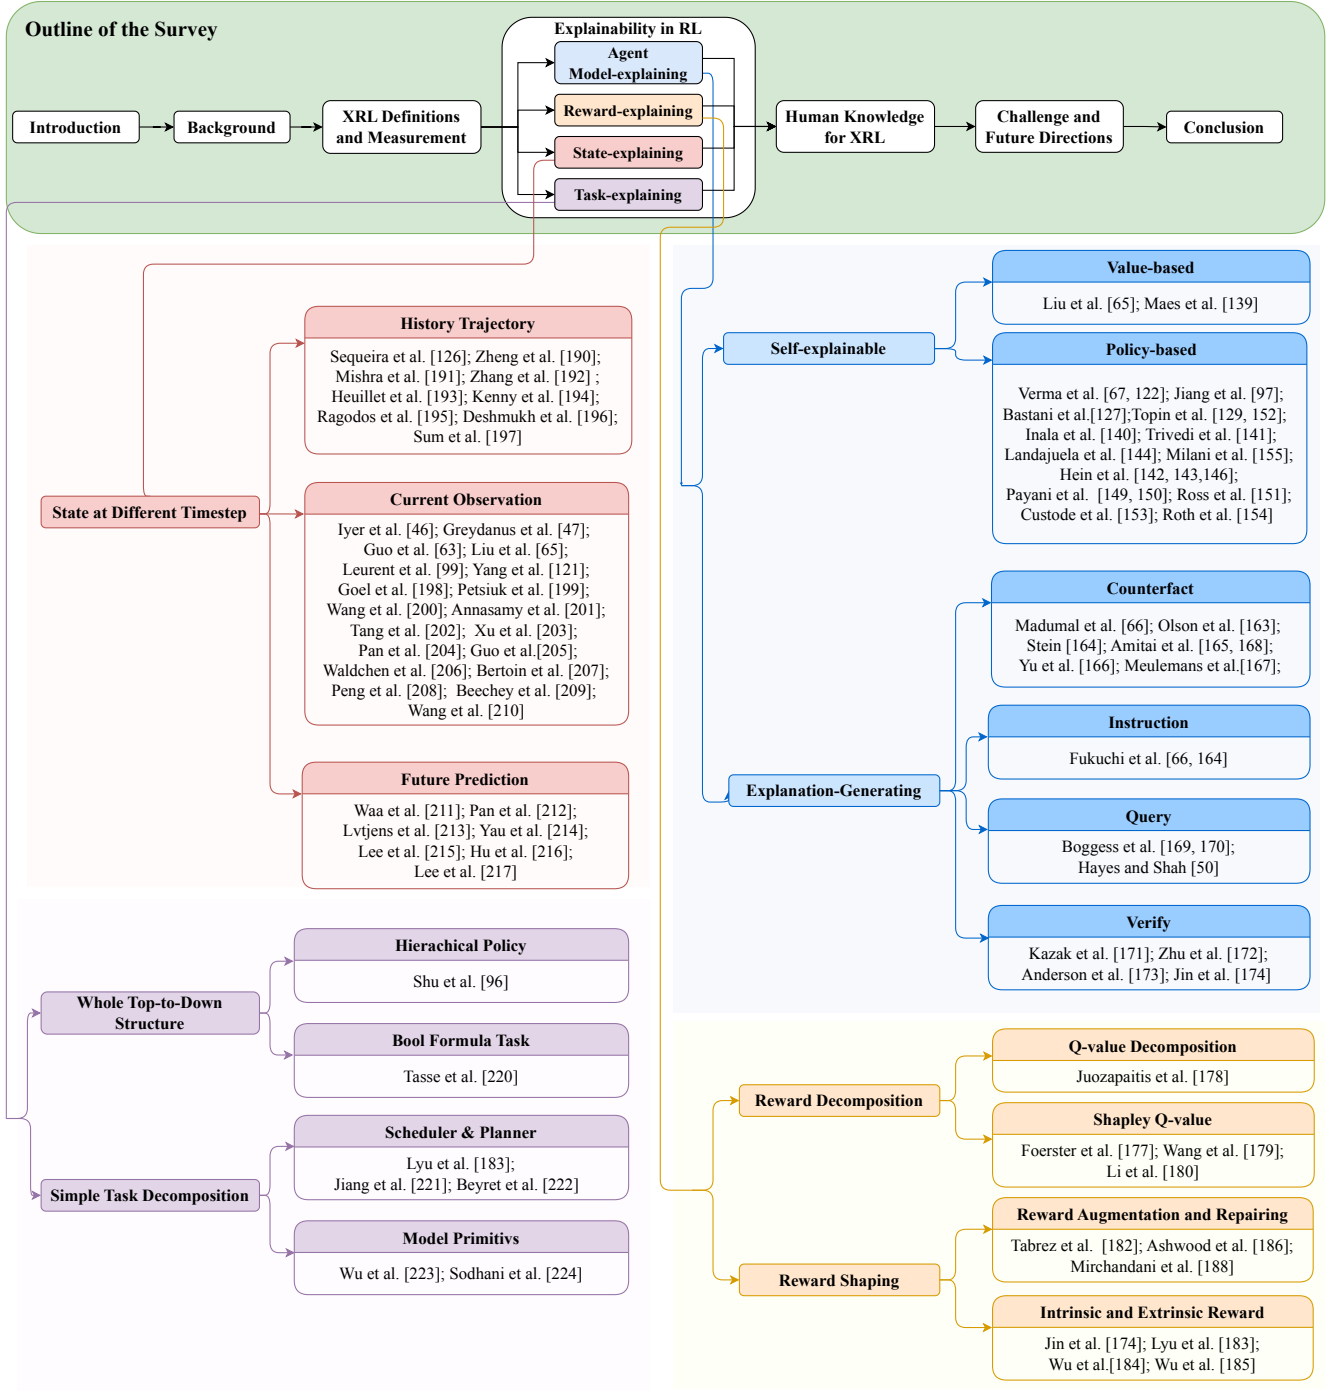 Outline of the Survey
Explainability in RL
Agent
Model-explaining
Reward-explaining
State-explaining
Task-explaining
Introduction
Background
XRL Definitions
and Measurement
Human Knowledge
for XRL
Challenge and
Future Directions
Conclusion
State at Different Timestep
History Trajectory
Sequeira et al. [126]; Zheng et al. [190];
Mishra et al. [191]; Zhang et al. [192] ;
Heuillet et al. [193]; Kenny et al. [194];
Ragodos et al. [195]; Deshmukh et al. [196];
Sum et al. [197]
Current Observation
Iyer et al. [46]; Greydanus et al. [47];
Guo et al. [63]; Liu et al. [65];
Leurent et al. [99]; Yang et al. [121];
Goel et al. [198]; Petsiuk et al. [199];
Wang et al. [200]; Annasamy et al. [201];
Tang et al. [202];  Xu et al. [203];
Pan et al. [204]; Guo et al.[205];
Waldchen et al. [206]; Bertoin et al. [207];
Peng et al. [208];  Beechey et al. [209];
Wang et al. [210]
Future Prediction
Waa et al. [211]; Pan et al. [212];
Lvtjens et al. [213]; Yau et al. [214];
Lee et al. [215]; Hu et al. [216];
Lee et al. [217]
Self-explainable
Value-based
Liu et al. [65]; Maes et al. [139]
Policy-based
Verma et al. [67, 122]; Jiang et al. [97];
Bastani et al.[127];Topin et al. [129, 152];
Inala et al. [140]; Trivedi et al. [141];
Landajuela et al. [144]; Milani et al. [155];
Hein et al. [142, 143,146];
Payani et al.  [149, 150]; Ross et al. [151];
Custode et al. [153]; Roth et al. [154]
Explanation-Generating
Counterfact
Madumal et al. [66]; Olson et al. [163];
Stein [164]; Amitai et al. [165, 168];
Yu et al. [166]; Meulemans et al.[167];
Instruction
Fukuchi et al. [66, 164]
Query
Boggess et al. [169, 170];
Hayes and Shah [50]
Verify
Kazak et al. [171]; Zhu et al. [172];
Anderson et al. [173]; Jin et al. [174]
Whole Top-to-Down
Structure
Hierachical Policy
Shu et al. [96]
Bool Formula Task
Tasse et al. [220]
Simple Task Decomposition
Scheduler & Planner
Lyu et al. [183];
Jiang et al. [221]; Beyret et al. [222]
Model Primitivs
Wu et al. [223]; Sodhani et al. [224]
Reward Decomposition
Q-value Decomposition
Juozapaitis et al. [178]
Shapley Q-value
Foerster et al. [177]; Wang et al. [179];
Li et al. [180]
Reward Shaping
Reward Augmentation and Repairing
Tabrez et al.  [182]; Ashwood et al. [186];
Mirchandani et al. [188]
Intrinsic and Extrinsic Reward
Jin et al. [174]; Lyu et al. [183];
Wu et al.[184]; Wu et al. [185]